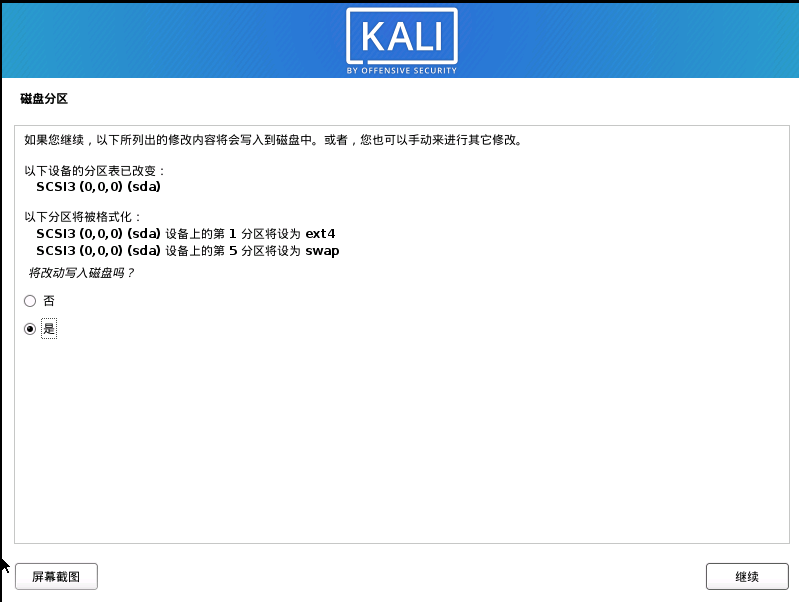 KALI
BY OFFENSIVE SECURITY
磁盘分区
如果您继续，以下所列出的修改内容将会写入到磁盘中。或者，您也可以手动来进行其它修改。
以下设备的分区表已改变：
SCSI3 (0,0,0) (sda)
以下分区将被格式化：
SCSI3 (0,0,0) (sda) 设备上的第 1 分区将设为 ext4
SCSI3 (0,0,0) (sda) 设备上的第 5 分区将设为 swap
将改动写入磁盘吗？
否
是
屏幕截图
继续